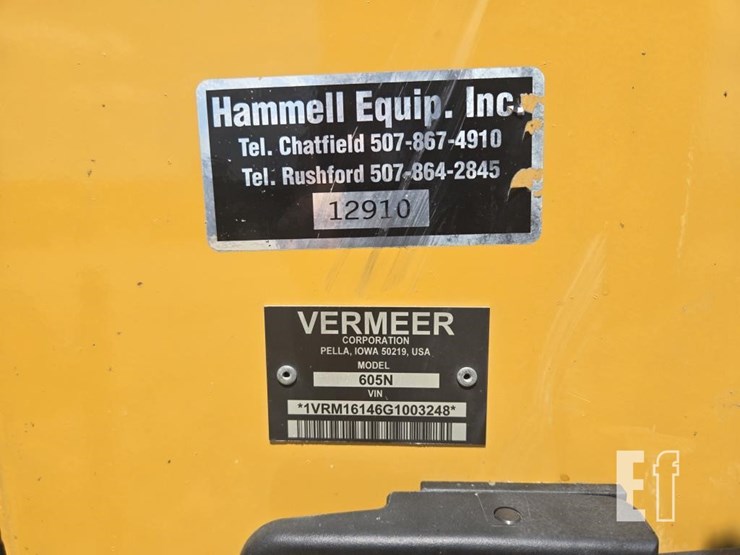 Hammell Equip. Inc.
Tel. Chatfield 507-867-4910
Tel. Rushford 507-864-2845
12910
VERMEER
CORPORATION
PELLA, IOWA 50219, USA
MODEL
605N
VIN
*1VRM16146G1003248*
Ef